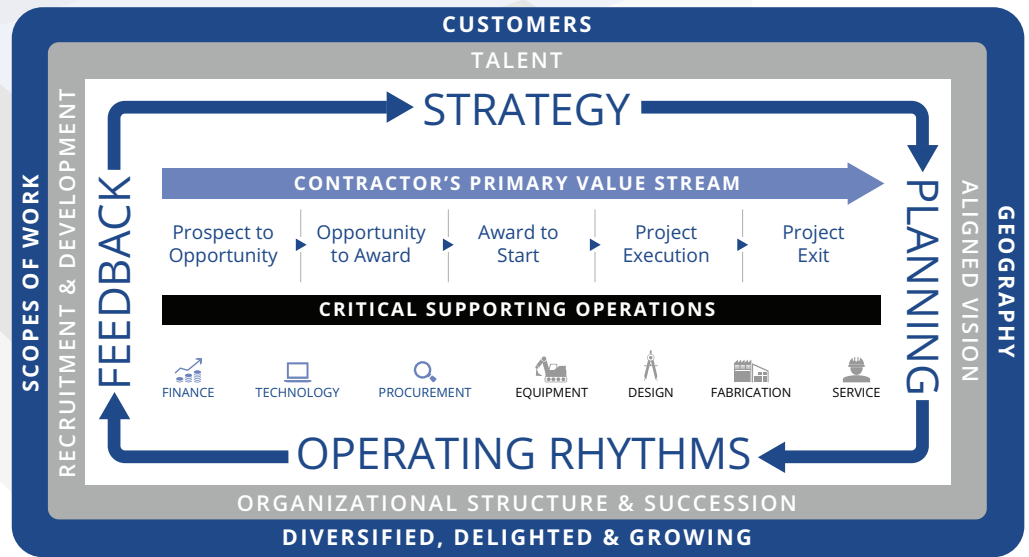 CUSTOMERS
TALENT
STRATEGY
SCOPES OF WORK
RECRUITMENT & DEVELOPMENT
FEEDBACK
CONTRACTOR’S PRIMARY VALUE STREAM
Prospect to
Opportunity
Opportunity
to Award
Award to
Start
Project
Execution
Project
Exit
CRITICAL SUPPORTING OPERATIONS
FINANCE
TECHNOLOGY
PROCUREMENT
EQUIPMENT
DESIGN
FABRICATION
SERVICE
PLANNING
ALIGNED VISION
GEOGRAPHY
OPERATING RHYTHMS
ORGANIZATIONAL STRUCTURE & SUCCESSION
DIVERSIFIED, DELIGHTED & GROWING